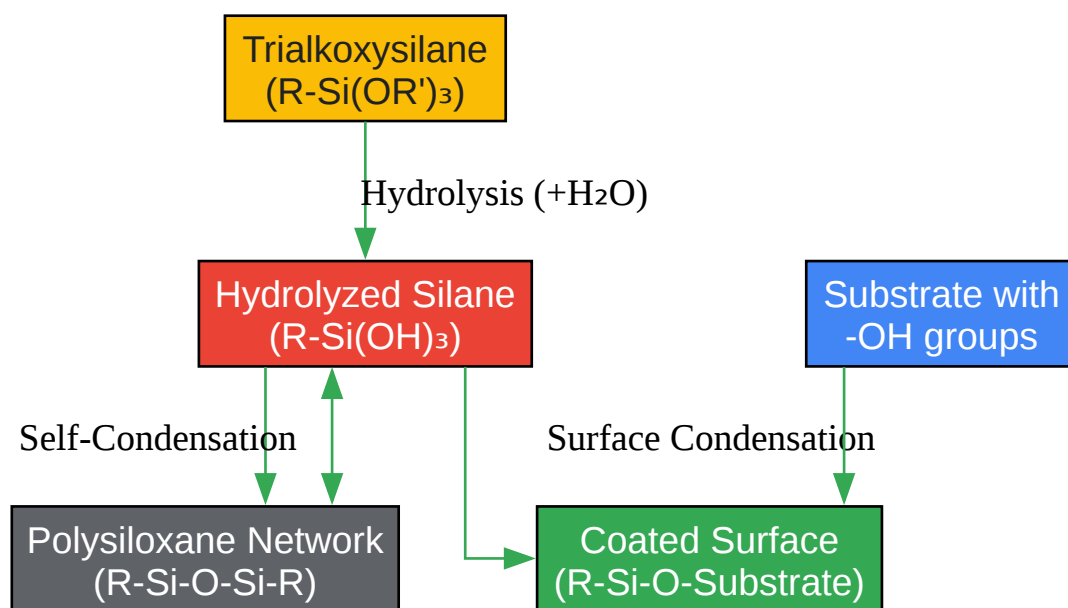 Trialkoxysilane
(R-Si(OR')₃)
Hydrolysis (+H₂O)
Hydrolyzed Silane
(R-Si(OH)₃)
Substrate with
-OH groups
Self-Condensation
Surface Condensation
Polysiloxane Network
(R-Si-O-Si-R)
Coated Surface
(R-Si-O-Substrate)